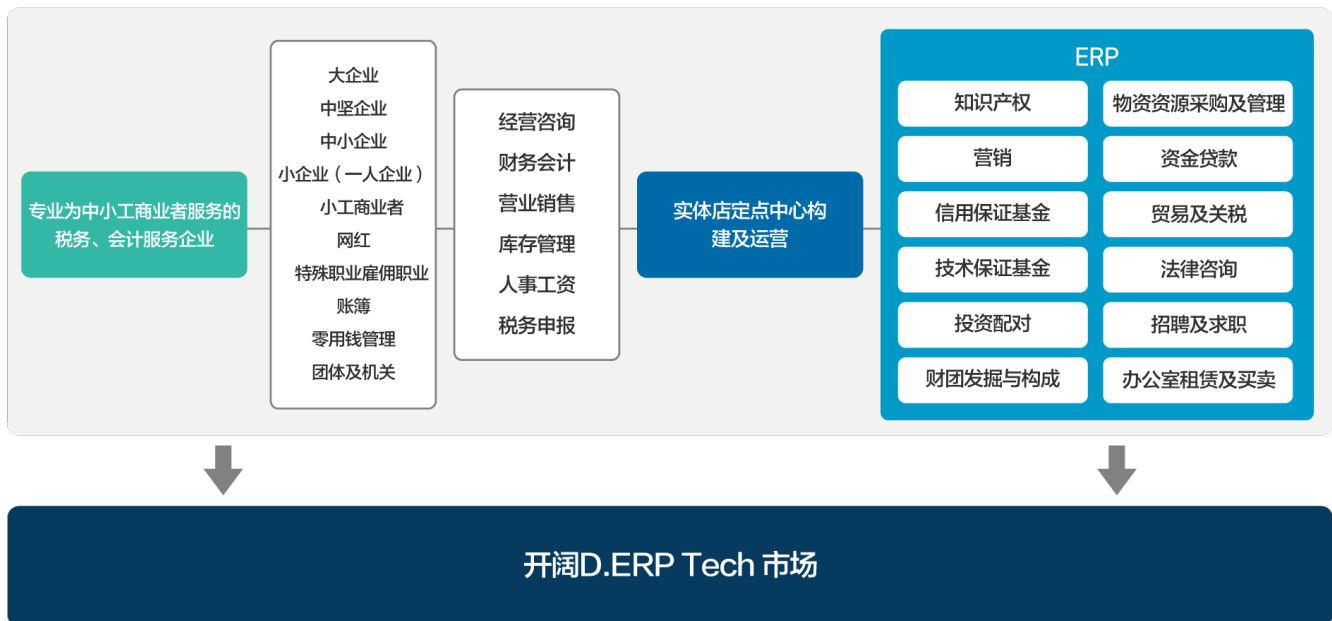 专业为中小工商业者服务的
税务、会计服务企业
大企业
中坚企业
中小企业
小企业（一人企业）
小工商业者
网红
特殊职业雇佣职业
账簿
零用钱管理
团体及机关
经营咨询
财务会计
营业销售
库存管理
人事工资
税务申报
实体店定点中心构
建及运营
ERP
知识产权
物资资源采购及管理
营销
资金贷款
信用保证基金
贸易及关税
技术保证基金
法律咨询
投资配对
招聘及求职
财团发掘与构成
办公室租赁及买卖
开阔D.ERP Tech 市场